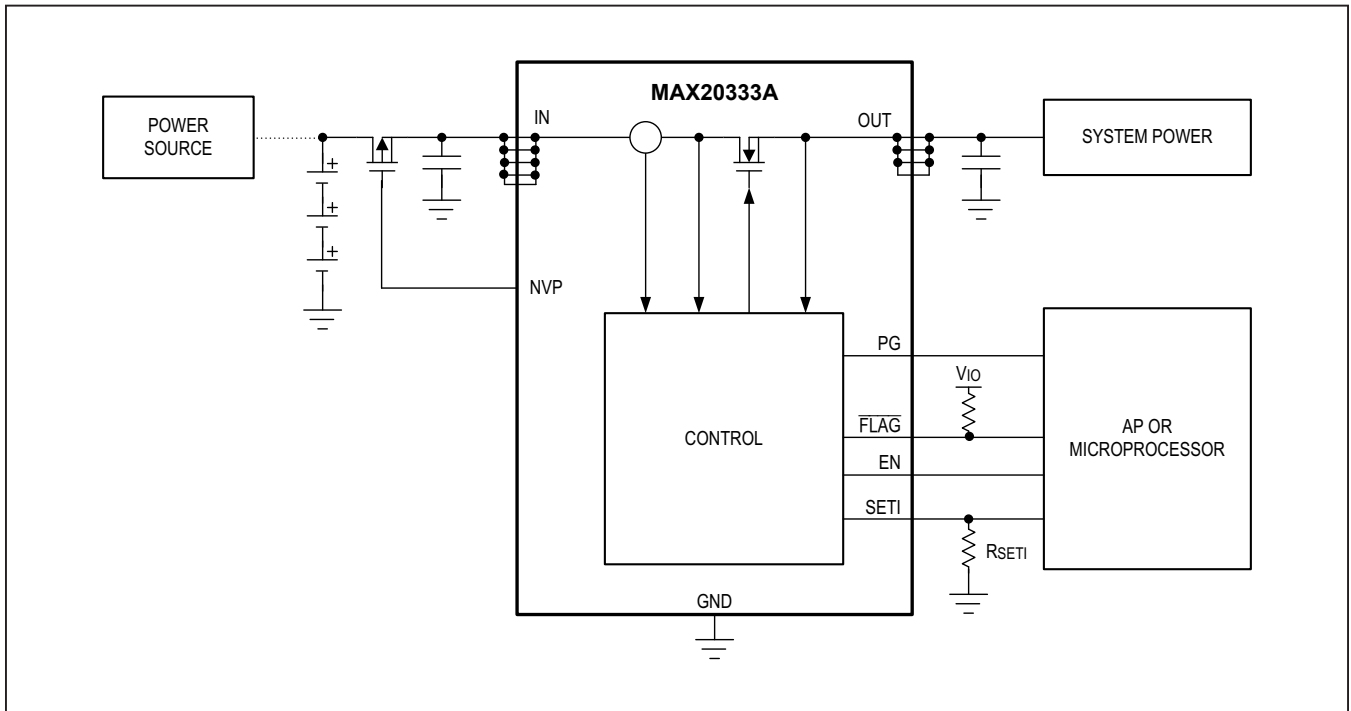 MAX20333A
POWER
SOURCE
IN
OUT
SYSTEM POWER
+
+
+
NVP
CONTROL
PG
VIO
FLAG
EN
SETI
RSETI
AP OR
MICROPROCESSOR
GND